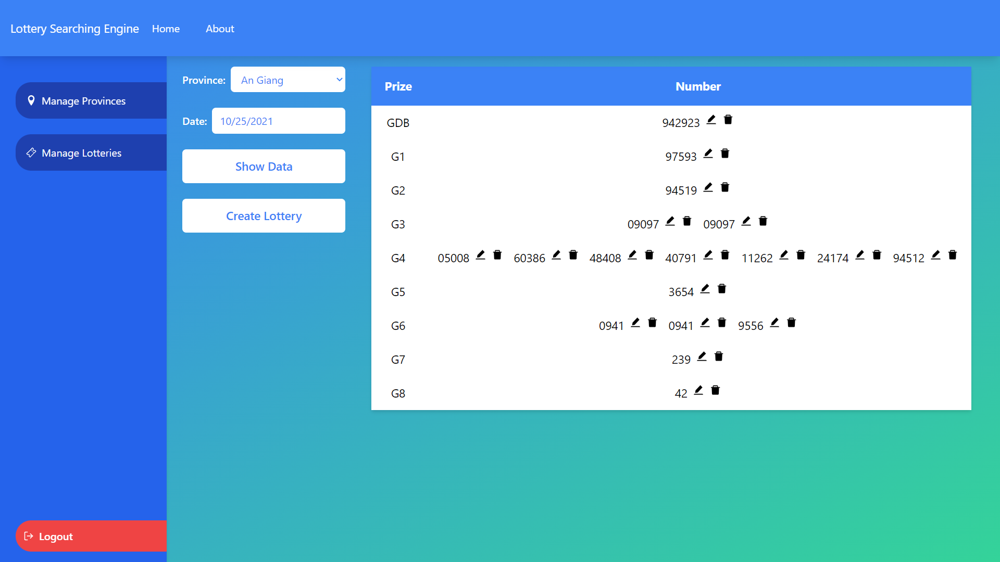 Lottery Searching Engine Home About
Manage Provinces
Manage Lotteries
Logout
Province: An Giang
Date: 10/25/2021
Show Data
Create Lottery
Prize Number
GDB 942923
G1 97593
G2 94519
G3 09097 09097
G4 05008 60386 48408 40791 11262 24174 94512
G5 3654
G6 0941 0941 9556
G7 239
G8 42